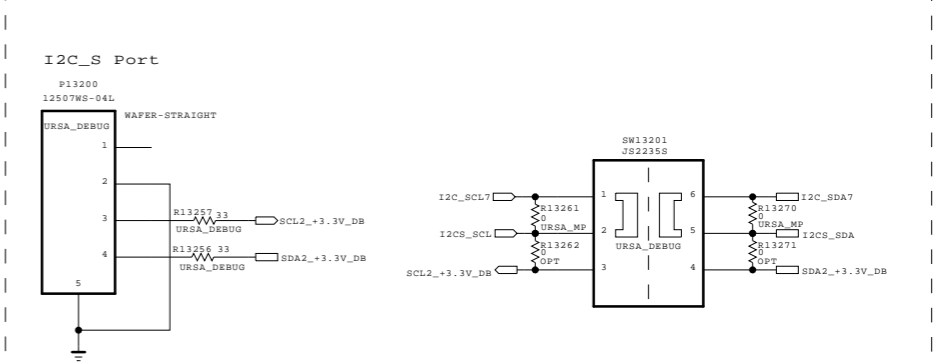 I2C_S Port
P13200
12507WS-04L
WAFER-STRAIGHT
URSA_DEBUG
1
2
3
R13257 33
URSA_DEBUG
SCL2_+3.3V_DB
4
R13256 33
URSA_DEBUG
SDA2_+3.3V_DB
5
SW13201
JS2235S
I2C_SCL7
1
6
I2C_SDA7
R13261
0
URSA_MP
R13270
0
URSA_MP
I2CS_SCL
2
5
I2CS_SDA
URSA_DEBUG
R13262
0
OPT
R13271
0
OPT
SCL2_+3.3V_DB
3
4
SDA2_+3.3V_DB